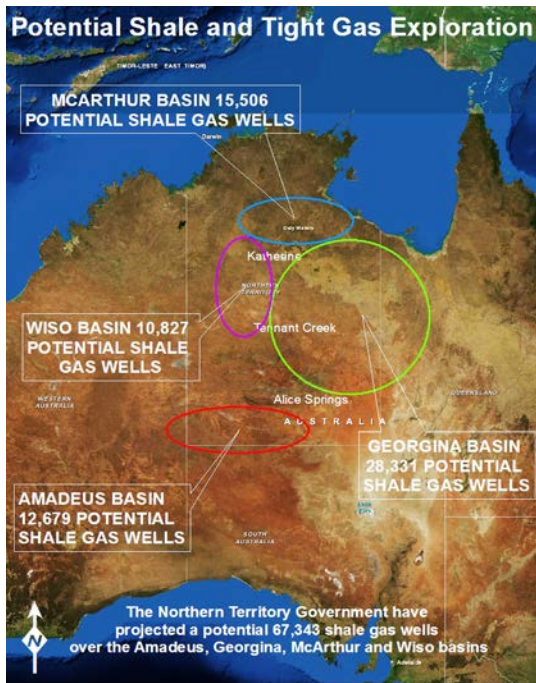 Potential Shale and Tight Gas Exploration
TIMOR-LESTE EAST TIMOR)
MCARTHUR BASIN 15,506
POTENTIAL SHALE GAS WELLS
Darwin
Daly Waters
Katherine
NORTHERN
TERRITORY
WISO BASIN 10,827
POTENTIAL SHALE
GAS WELLS
Tennant Creek
WESTERN
AUSTRALIA
QUEENSLAND
Alice Springs
AUSTRALIA
GEORGINA BASIN
28,331 POTENTIAL
SHALE GAS WELLS
AMADEUS BASIN
12,679 POTENTIAL
SHALE GAS WELLS
SOUTH
AUSTRALIA
N
The Northern Territory Government have
projected a potential 67,343 shale gas wells
over the Amadeus, Georgina, McArthur and Wiso basins
Adelaide